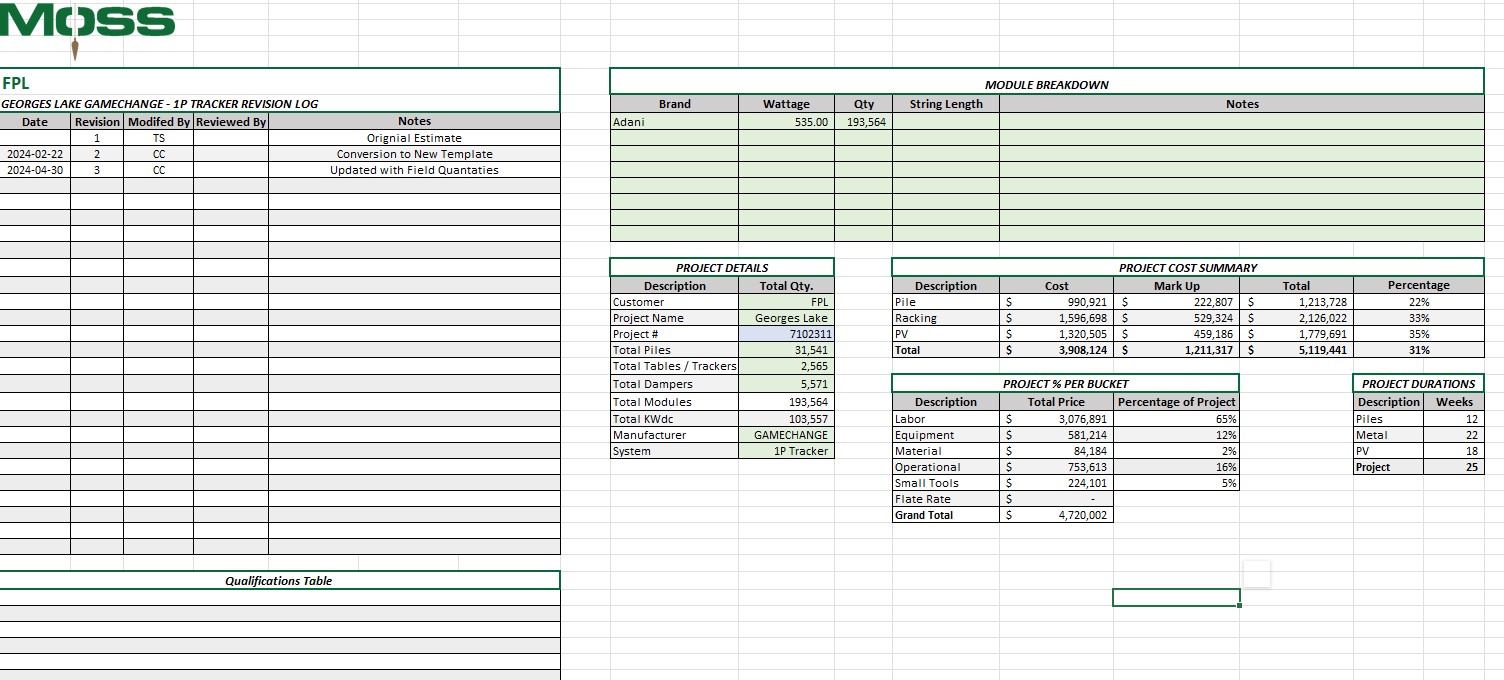 Moss
FPL
GEORGES LAKE GAMECHANGE - 1P TRACKER REVISION LOG
Date Revision Modifed By Reviewed By Notes
1 TS Orignial Estimate
2024-02-22 2 CC Conversion to New Template
2024-04-30 3 CC Updated with Field Quantaties
Qualifications Table
MODULE BREAKDOWN
Brand Wattage Qty String Length Notes
Adani 535.00 193,564
PROJECT DETAILS
Description Total Qty.
Customer FPL
Project Name Georges Lake
Project # 7102311
Total Piles 31,541
Total Tables / Trackers 2,565
Total Dampers 5,571
Total Modules 193,564
Total KWdc 103,557
Manufacturer GAMECHANGE
System 1P Tracker
PROJECT COST SUMMARY
Description Cost Mark Up Total Percentage
Pile $ 990,921 $ 222,807 $ 1,213,728 22%
Racking $ 1,596,698 $ 529,324 $ 2,126,022 33%
PV $ 1,320,505 $ 459,186 $ 1,779,691 35%
Total $ 3,908,124 $ 1,211,317 $ 5,119,441 31%
PROJECT % PER BUCKET
Description Total Price Percentage of Project
Labor $ 3,076,891 65%
Equipment $ 581,214 12%
Material $ 84,184 2%
Operational $ 753,613 16%
Small Tools $ 224,101 5%
Flate Rate $ -
Grand Total $ 4,720,002
PROJECT DURATIONS
Description Weeks
Piles 12
Metal 22
PV 18
Project 25